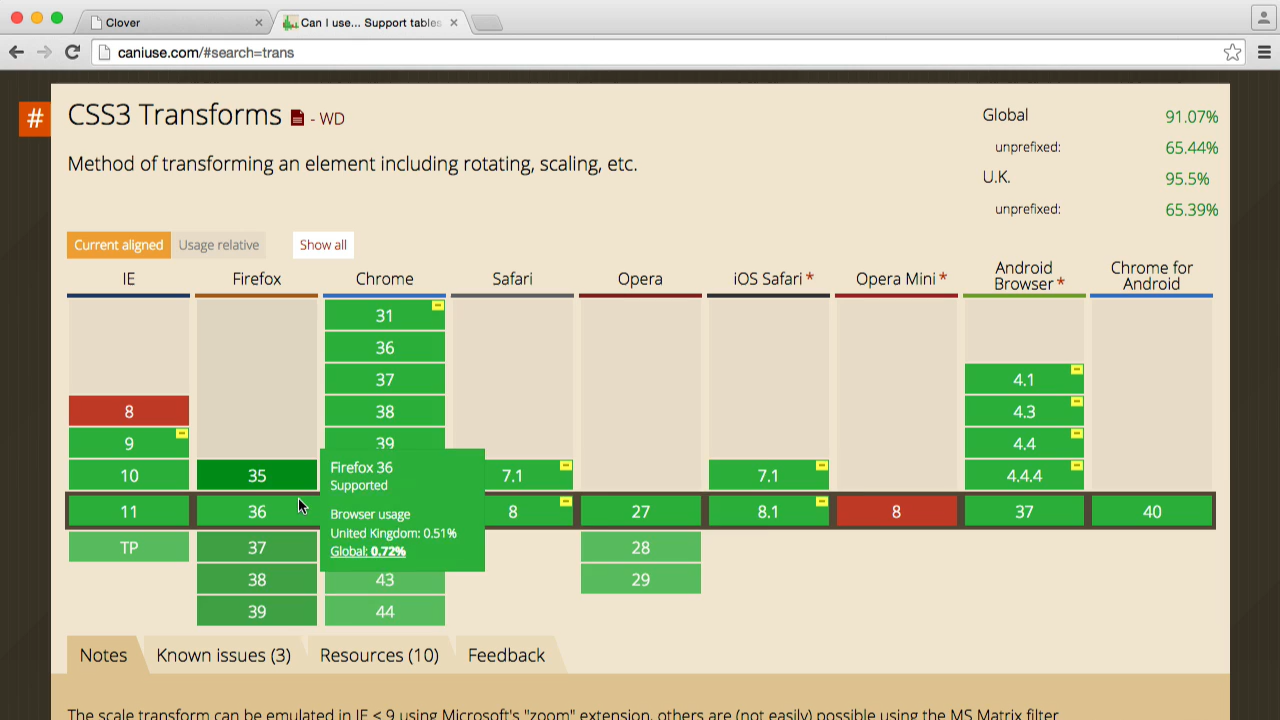 Clover
Can I use... Support tables
caniuse.com/#search=trans
#
CSS3 Transforms - WD
Method of transforming an element including rotating, scaling, etc.
Global 91.07%
unprefixed: 65.44%
U.K. 95.5%
unprefixed: 65.39%
Current aligned Usage relative Show all
IE Firefox Chrome Safari Opera iOS Safari * Opera Mini * Android Browser * Chrome for Android
31
36
37 4.1
8 38 4.3
9 39 4.4
10 35 7.1 7.1 4.4.4
11 36 8 27 8.1 8 37 40
TP 37 28
38 43 29
39 44
Firefox 36
Supported
Browser usage
United Kingdom: 0.51%
Global: 0.72%
Notes Known issues (3) Resources (10) Feedback
The scale transform can be emulated in IE < 9 using Microsoft's "zoom" extension, others are (not easily) possible using the MS Matrix filter